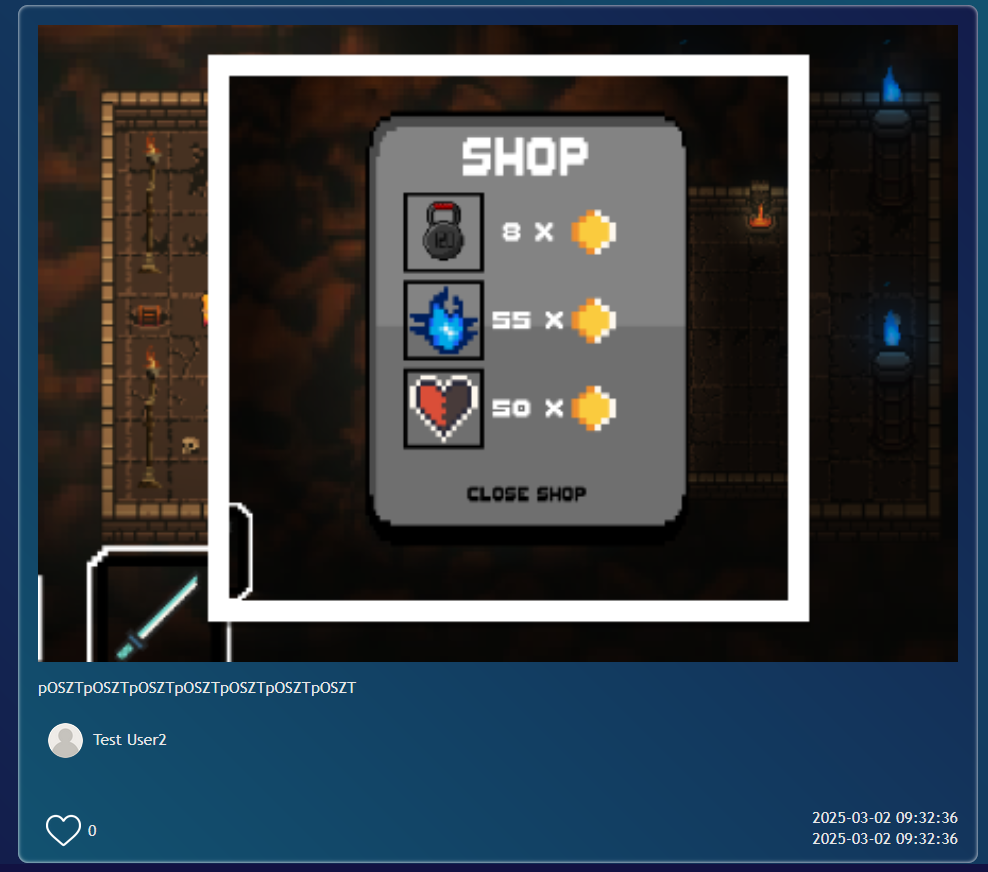 SHOP
8 X
55 X
50 X
CLOSE SHOP
pOSZTpOSZTpOSZTpOSZTpOSZTpOSZTpOSZT
Test User2
0
2025-03-02 09:32:36
2025-03-02 09:32:36